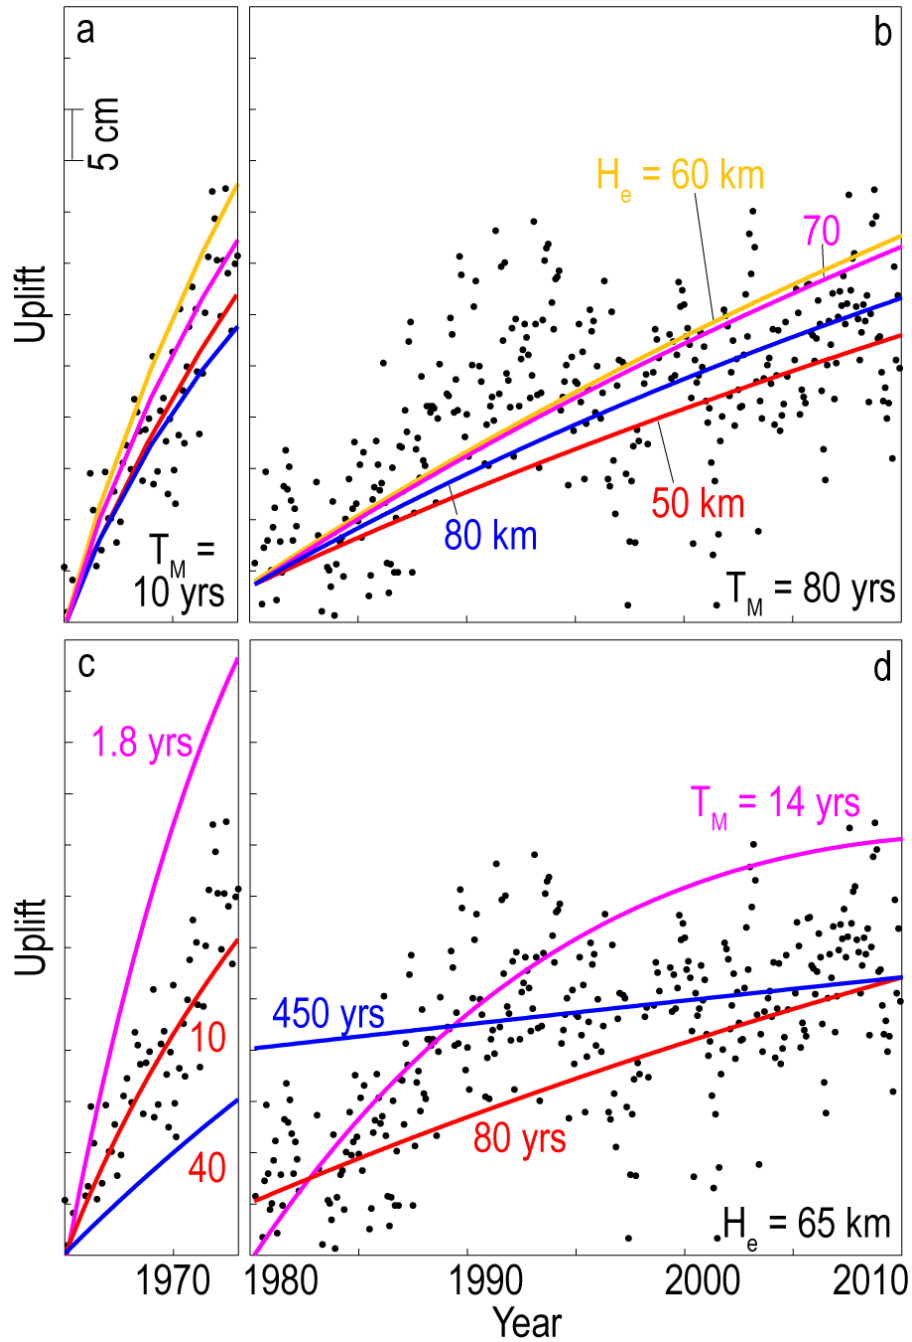 a
b
5 cm
Uplift
H e = 60 km
70
80 km
50 km
T M =
10 yrs
T M = 80 yrs
c
d
1.8 yrs
10
40
Uplift
T M = 14 yrs
450 yrs
80 yrs
H e = 65 km
1970
1980
1990
2000
2010
Year